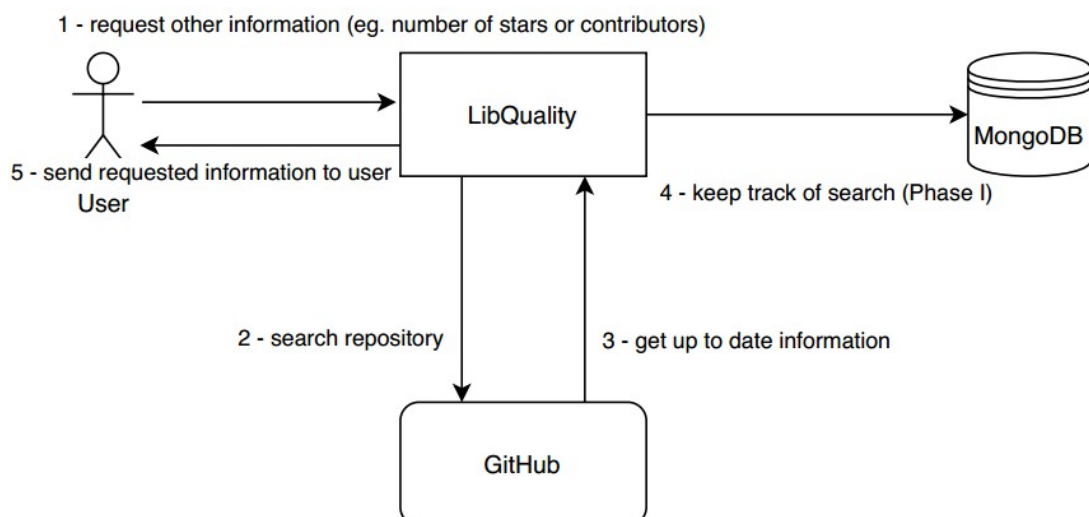 1 - request other information (eg. number of stars or contributors)
LibQuality
MongoDB
5 - send requested information to user
User
4 - keep track of search (Phase I)
2 - search repository
3 - get up to date information
GitHub